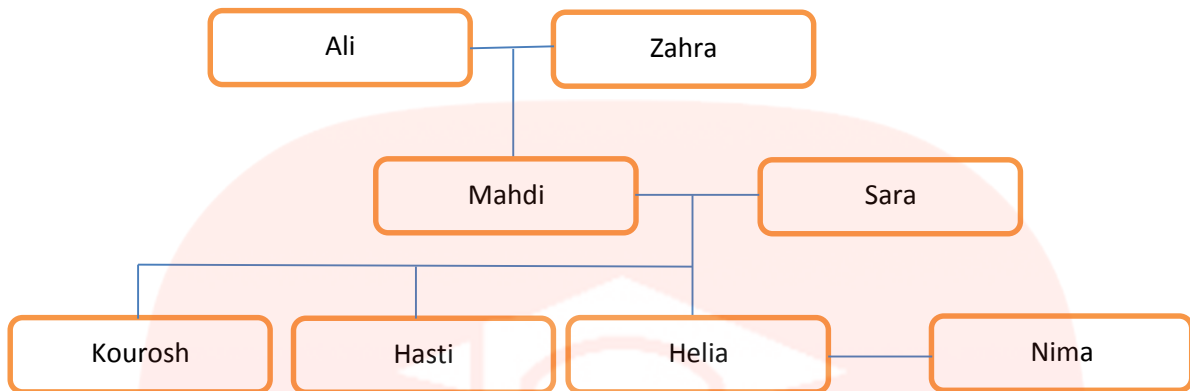 Ali
Zahra
Mahdi
Sara
Kourosh
Hasti
Helia
Nima